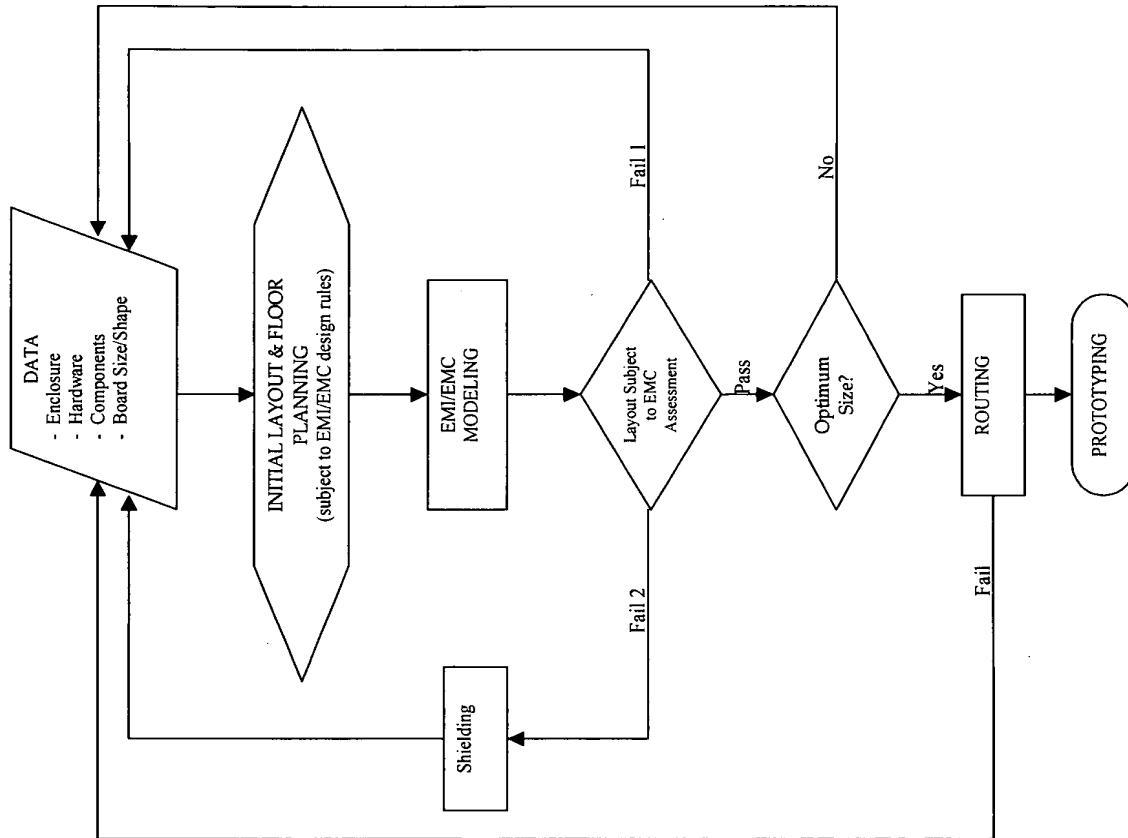 DATA
- Enclosure
- Hardware
- Components
- Board Size/Shape
INITIAL LAYOUT & FLOOR
PLANNING
(subject to EMI/EMC design rules)
EMI/EMC
MODELING
Shielding
Fail 2
Layout Subject
to EMC
Assessment
Fail 1
Pass
Optimum
Size?
No
Yes
ROUTING
Fail
PROTOTYPING